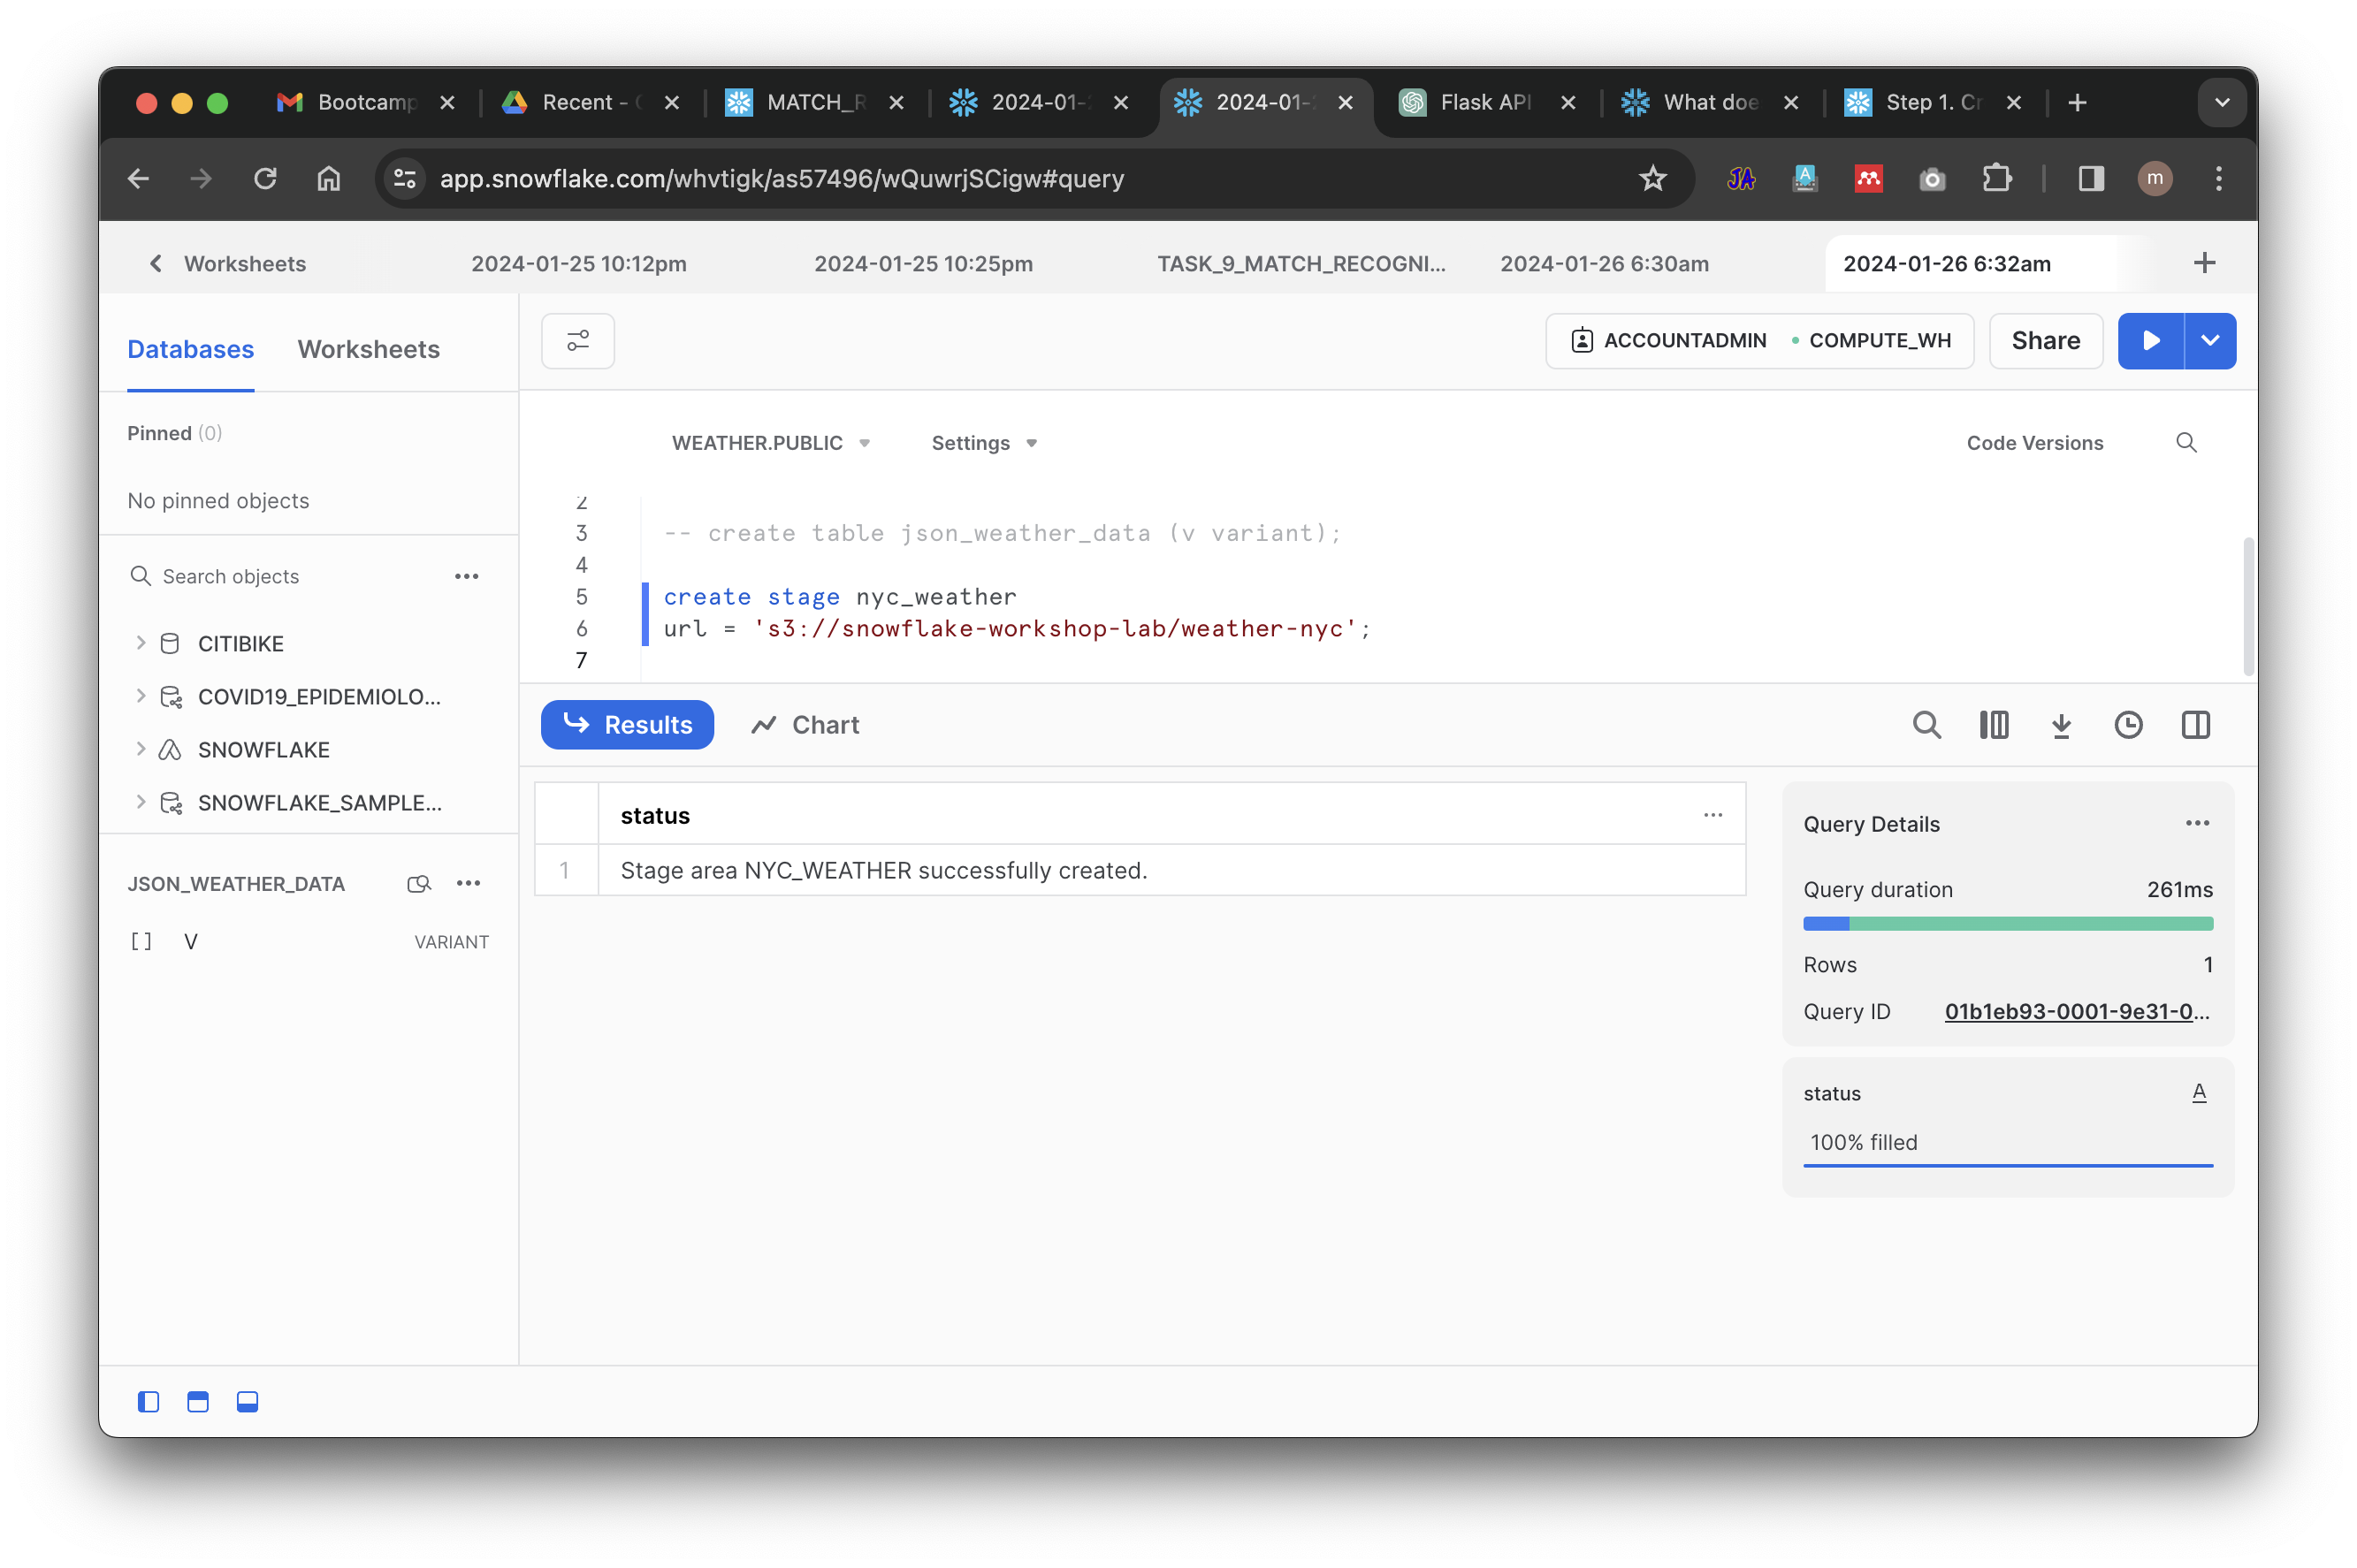 Bootcamp
Recent - G
MATCH_R
2024-01-2
2024-01-2
Flask API
What doe
Step 1. Cr
app.snowflake.com/whvtigk/as57496/wQuwrjSCigw#query
JA
A
m
Worksheets
2024-01-25 10:12pm
2024-01-25 10:25pm
TASK_9_MATCH_RECOGNI...
2024-01-26 6:30am
2024-01-26 6:32am
Databases
Worksheets
ACCOUNTADMIN
COMPUTE_WH
Share
Pinned (0)
WEATHER.PUBLIC
Settings
Code Versions
No pinned objects
2
3 -- create table json_weather_data (v variant);
4
5 create stage nyc_weather
6 url = 's3://snowflake-workshop-lab/weather-nyc';
7
Search objects
CITIBIKE
COVID19_EPIDEMIOLO...
SNOWFLAKE
SNOWFLAKE_SAMPLE...
Results
Chart
status
1 Stage area NYC_WEATHER successfully created.
Query Details
Query duration 261ms
Rows 1
Query ID 01b1eb93-0001-9e31-0...
status A
100% filled
JSON_WEATHER_DATA
[ ] V VARIANT